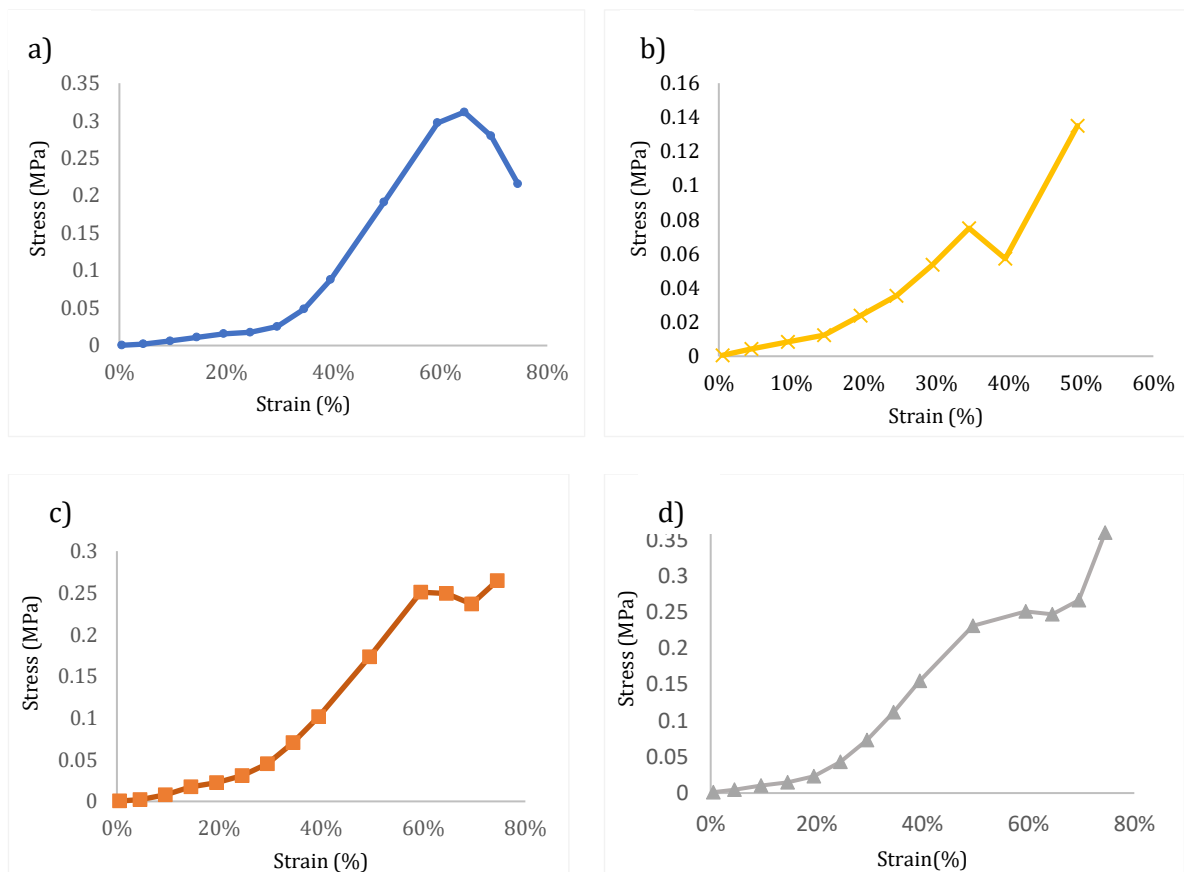 a)
0.35
0.3
0.25
0.2
0.15
0.1
0.05
0
Stress (MPa)
0% 20% 40% 60% 80%
Strain (%)
b)
0.16
0.14
0.12
0.1
0.08
0.06
0.04
0.02
0
Stress (MPa)
0% 10% 20% 30% 40% 50% 60%
Strain (%)
c)
0.3
0.25
0.2
0.15
0.1
0.05
0
Stress (MPa)
0% 20% 40% 60% 80%
Strain (%)
d)
0.35
0.3
0.25
0.2
0.15
0.1
0.05
0
Stress (MPa)
0% 20% 40% 60% 80%
Strain(%)